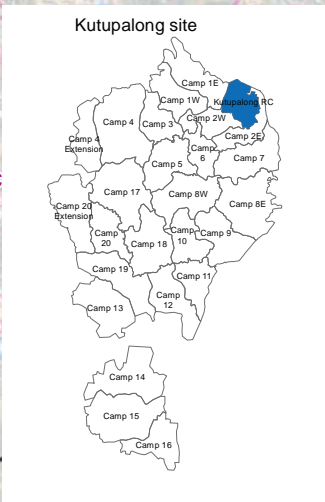 Kutupalong site
Camp 1E
Kutupalong RC
Camp 1W
Camp 4
Camp 3
Camp 2W
Camp 2E
Camp 4
Extension
Camp
6
Camp 7
Camp 5
Camp 17
Camp 8W
Camp 8E
Camp 20
Extension
Camp
20
Camp 18
Camp
10
Camp 9
Camp 19
Camp 11
Camp
12
Camp 13
Camp 14
Camp 15
Camp 16